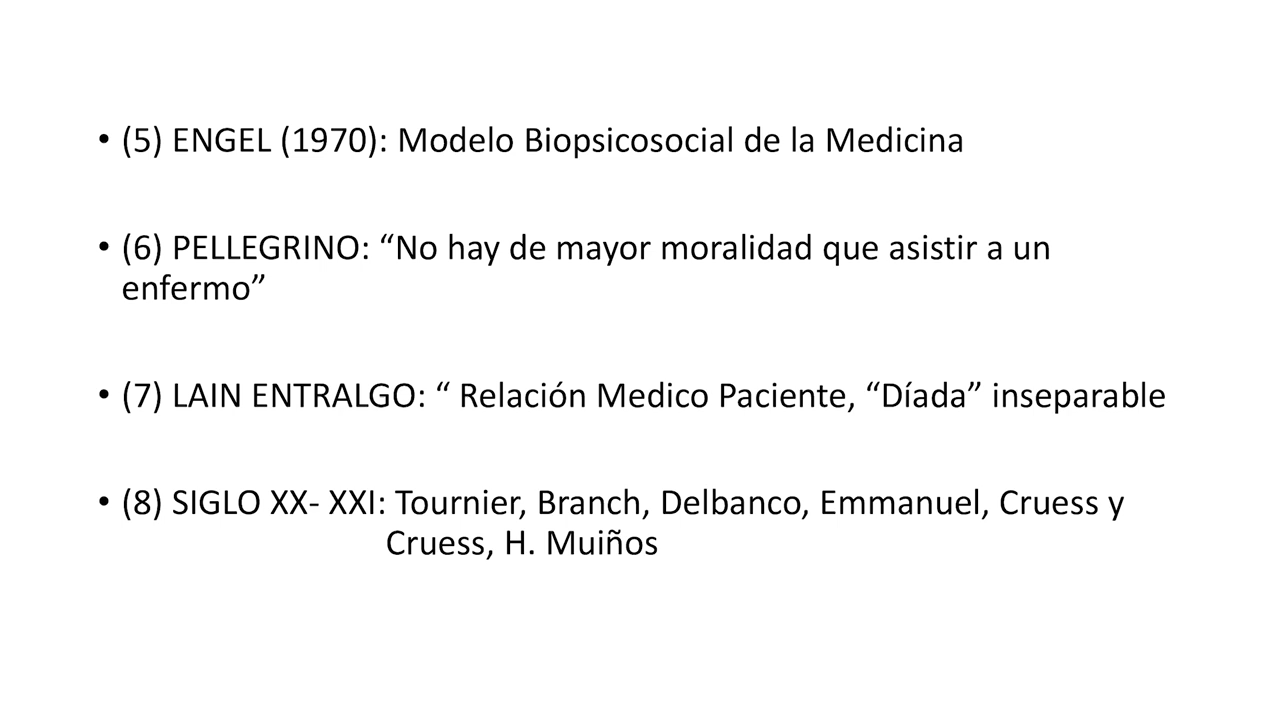 • (5) ENGEL (1970): Modelo Biopsicosocial de la Medicina
• (6) PELLEGRINO: “No hay de mayor moralidad que asistir a un
enfermo”
• (7) LAIN ENTRALGO: “ Relación Medico Paciente, “Díada” inseparable
• (8) SIGLO XX- XXI: Tournier, Branch, Delbanco, Emmanuel, Cruess y
Cruess, H. Muiños